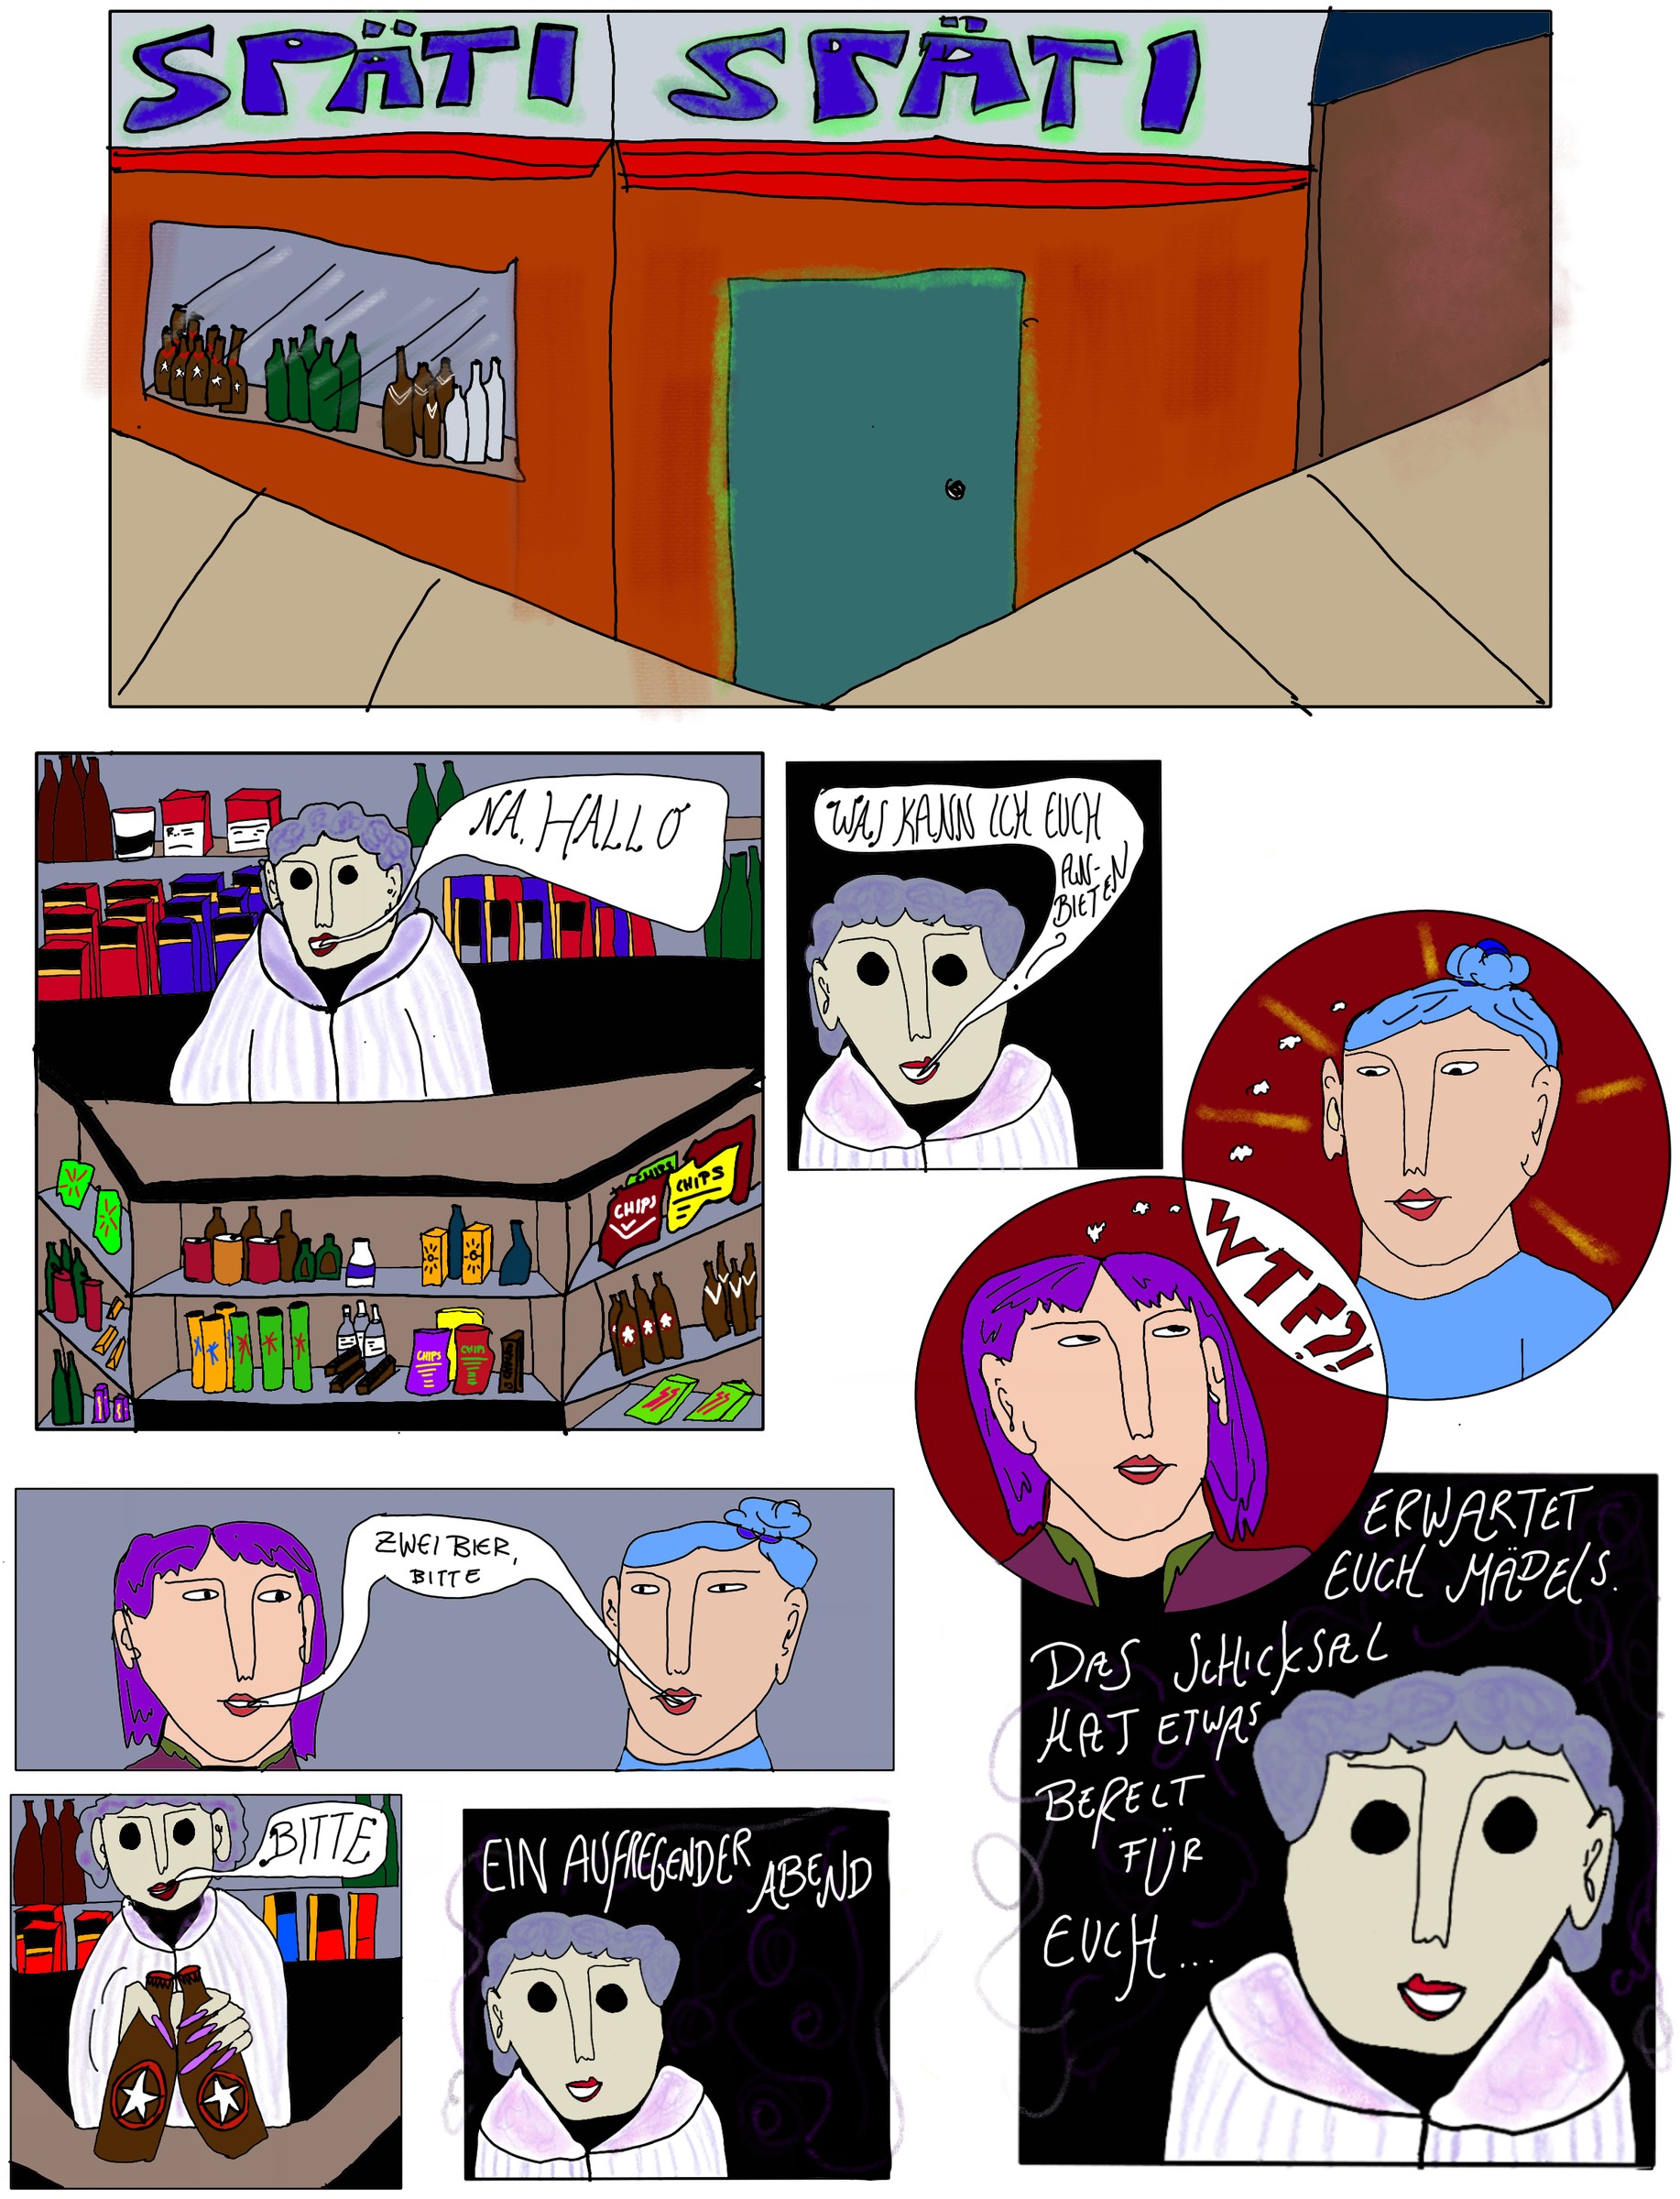 SPÄTI SPÄTI
NA, HALLO
WAS KANN ICH EUCH
AN-
BIETEN
?
CHIPS
CHIPS
CHIPS
CHIPS
CHIPS
ZWEI BIER,
BITTE
BITTE
WTF?!
EIN AUFREGENDER
ABEND
ERWARTET
EUCH MÄDELS.
DAS SCHICKSAL
HAT ETWAS
BEREIT
FÜR
EUCH...